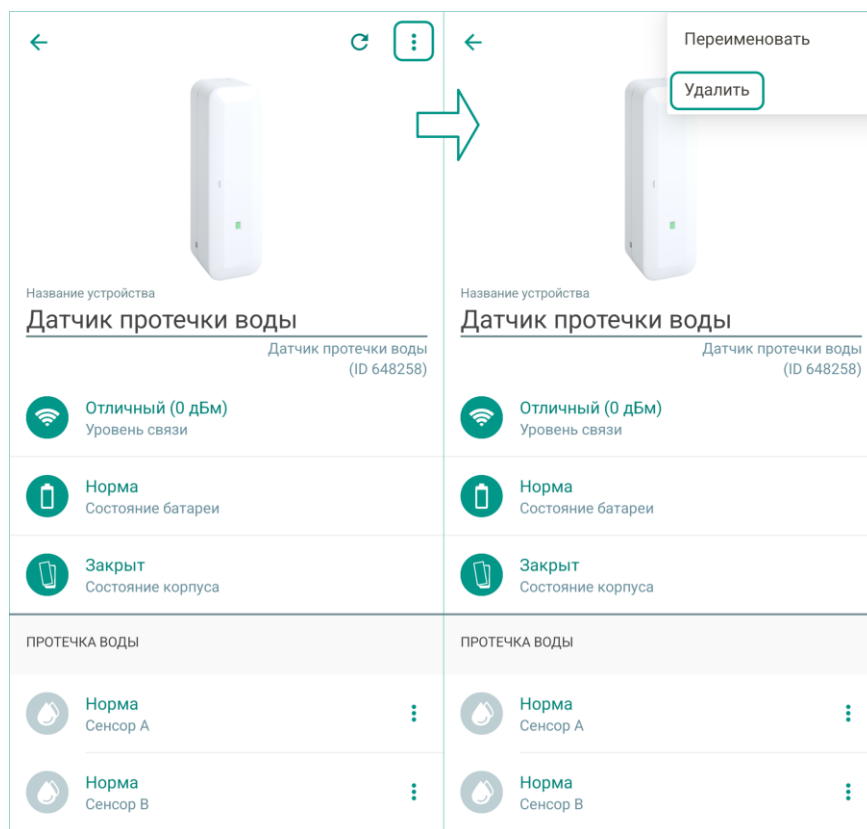 Название устройства
Датчик протечки воды
Датчик протечки воды
(ID 648258)
Отличный (0 дБм)
Уровень связи
Норма
Состояние батареи
Закрыт
Состояние корпуса
ПРОТЕЧКА ВОДЫ
Норма
Сенсор A
Норма
Сенсор B
Переименовать
Удалить
Название устройства
Датчик протечки воды
Датчик протечки воды
(ID 648258)
Отличный (0 дБм)
Уровень связи
Норма
Состояние батареи
Закрыт
Состояние корпуса
ПРОТЕЧКА ВОДЫ
Норма
Сенсор A
Норма
Сенсор B